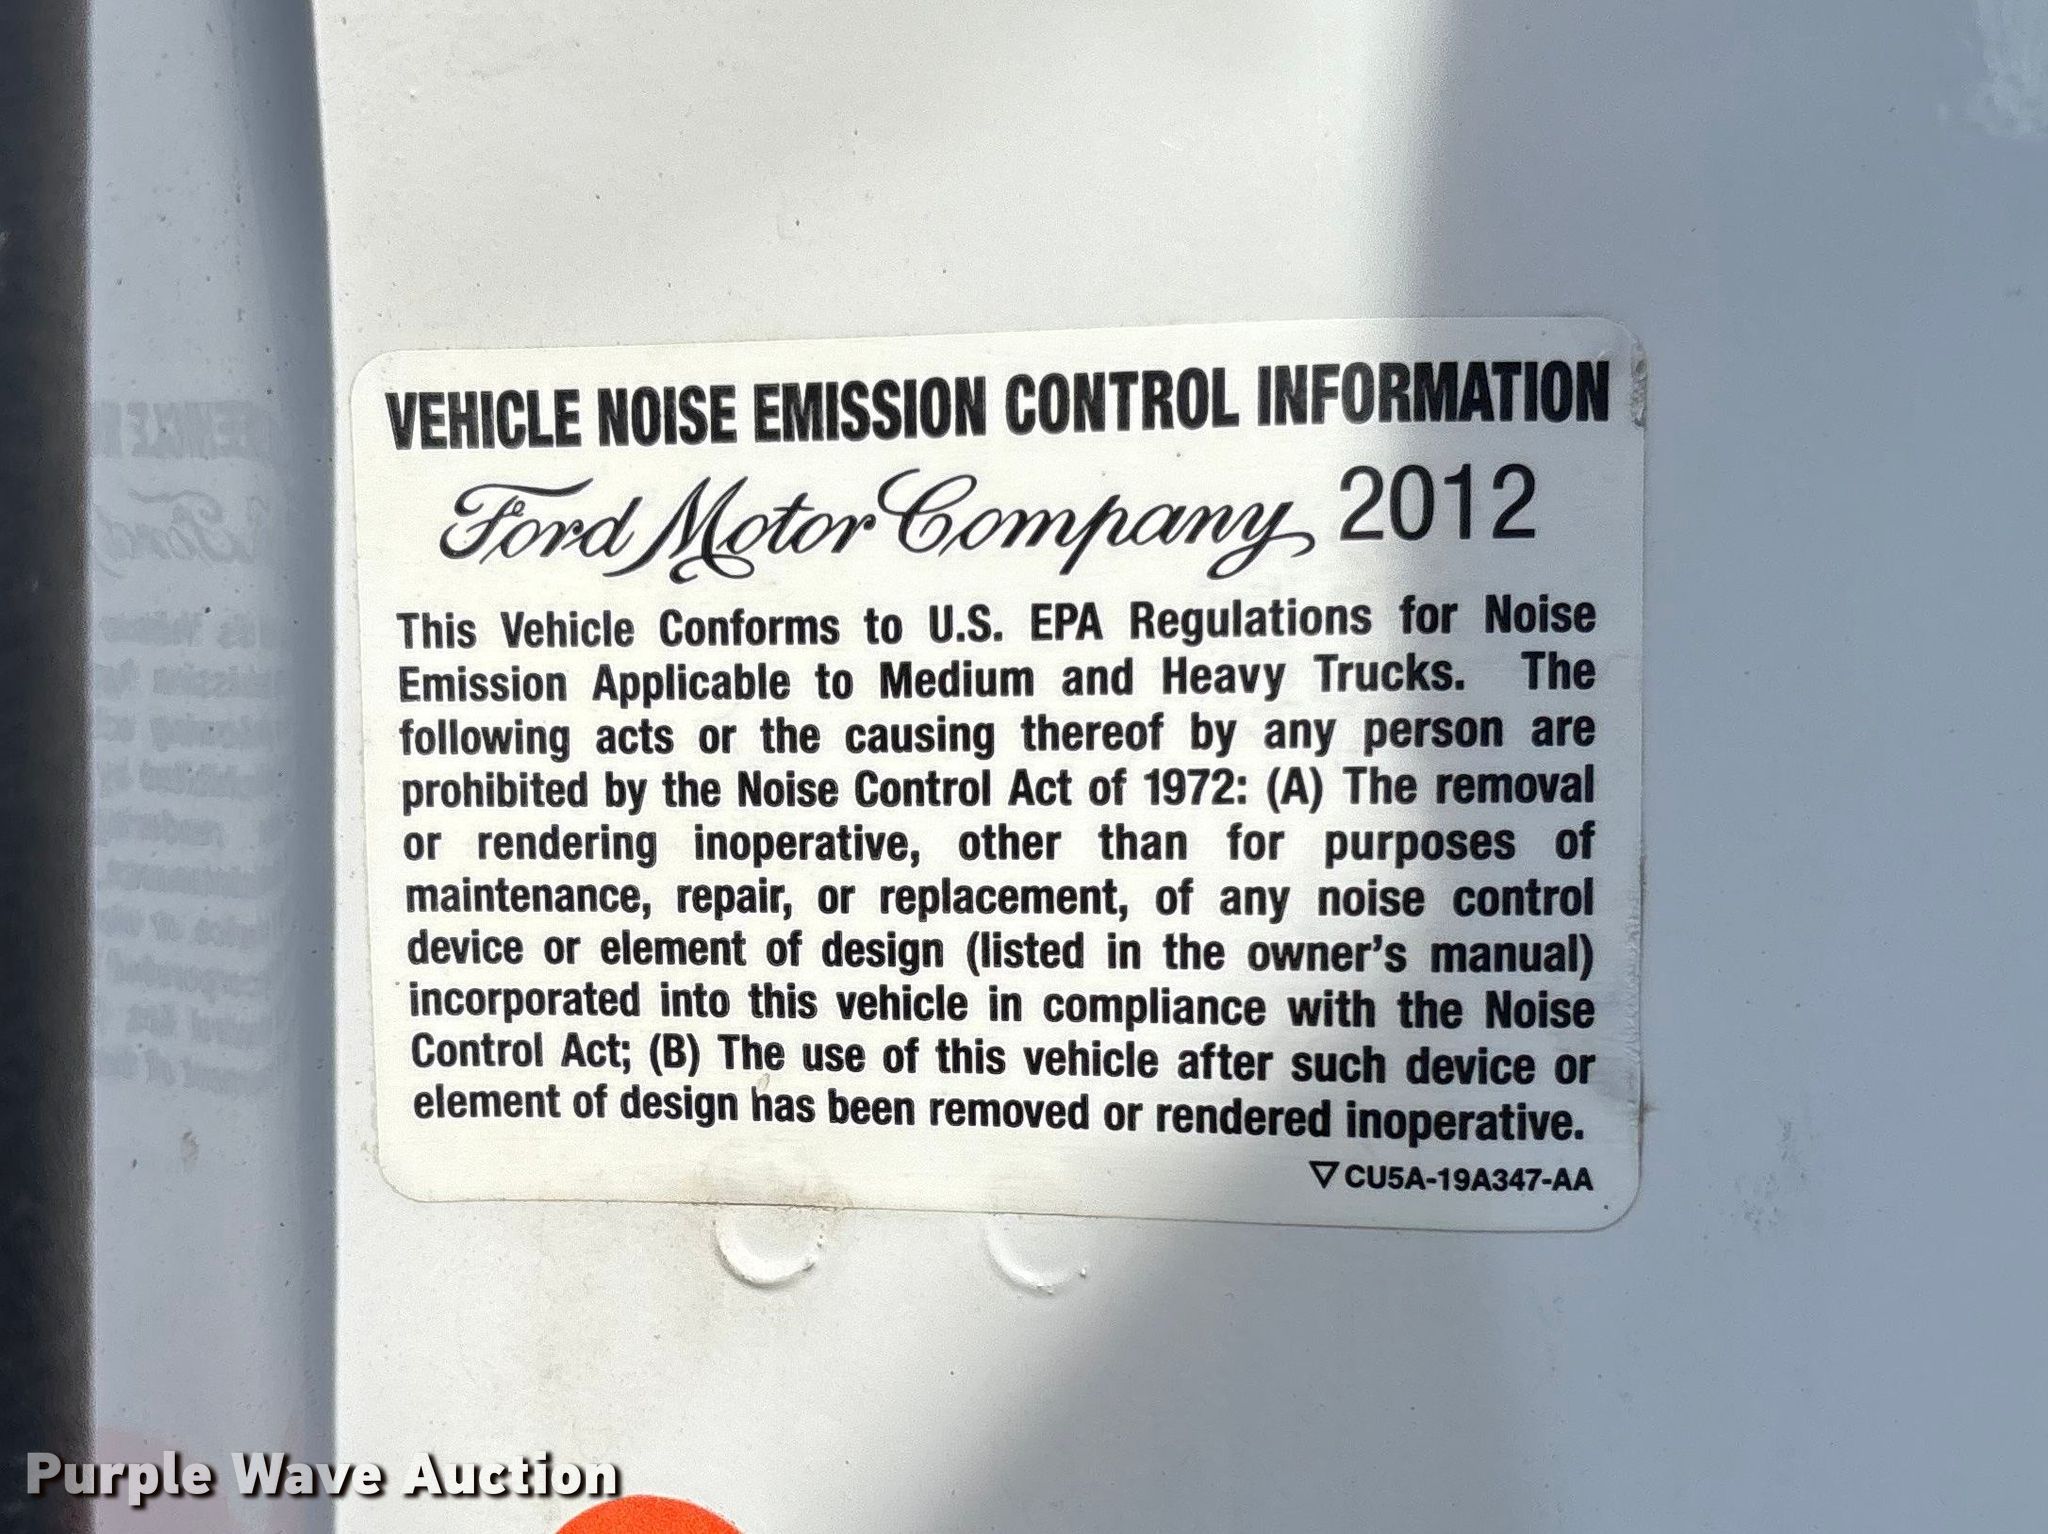 VEHICLE NOISE EMISSION CONTROL INFORMATION
Ford Motor Company 2012
This Vehicle Conforms to U.S. EPA Regulations for Noise
Emission Applicable to Medium and Heavy Trucks. The
following acts or the causing thereof by any person are
prohibited by the Noise Control Act of 1972: (A) The removal
or rendering inoperative, other than for purposes of
maintenance, repair, or replacement, of any noise control
device or element of design (listed in the owner's manual)
incorporated into this vehicle in compliance with the Noise
Control Act; (B) The use of this vehicle after such device or
element of design has been removed or rendered inoperative.
▽ CU5A-19A347-AA
Purple Wave Auction